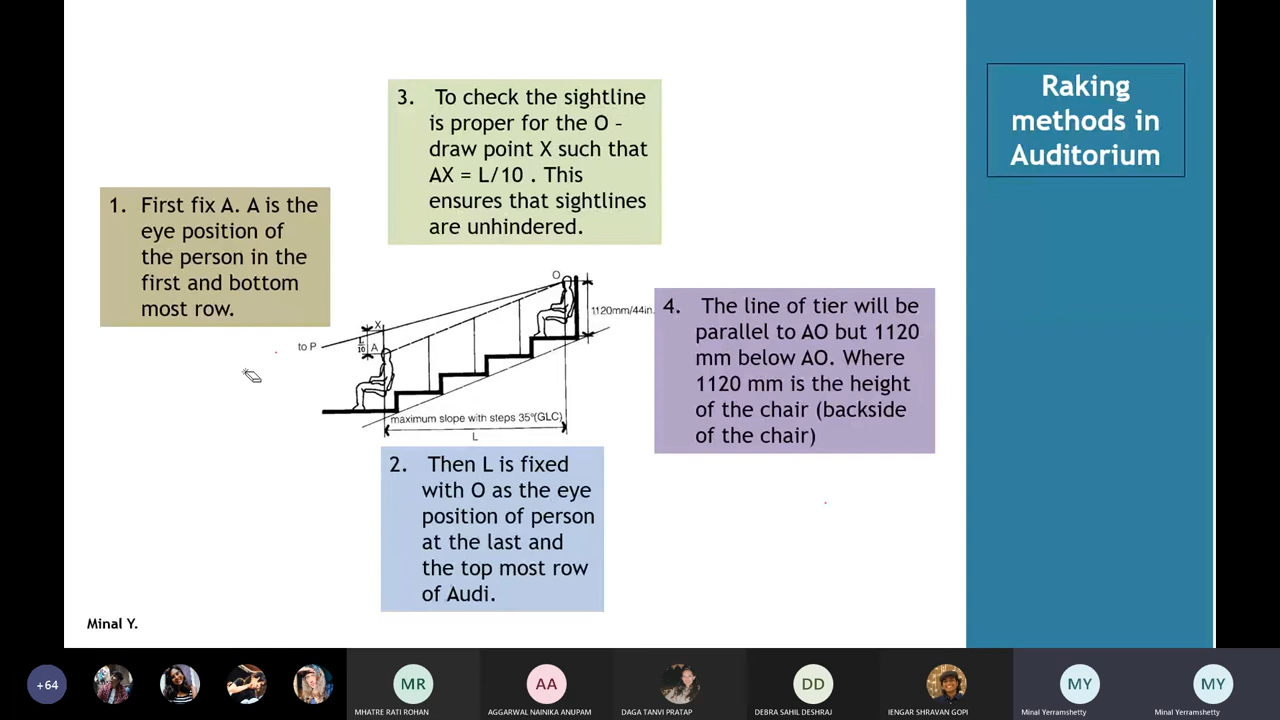 Raking
methods in
Auditorium
1. First fix A. A is the
eye position of
the person in the
first and bottom
most row.
3. To check the sightline
is proper for the O –
draw point X such that
AX = L/10 . This
ensures that sightlines
are unhindered.
O
1120mm/44in.
X
to P
L
10
A
maximum slope with steps 35°(GLC)
L
4. The line of tier will be
parallel to AO but 1120
mm below AO. Where
1120 mm is the height
of the chair (backside
of the chair)
2. Then L is fixed
with O as the eye
position of person
at the last and
the top most row
of Audi.
Minal Y.
+64
MR
AA
DD
MY
MY
MHATRE RATI ROHAN
AGGARWAL NAINIKA ANUPAM
DAGA TANVI PRATAP
DEBRA SAHIL DESHRAJ
IENGAR SHRAVAN GOPI
Minal Yerramshetty
Minal Yerramshetty